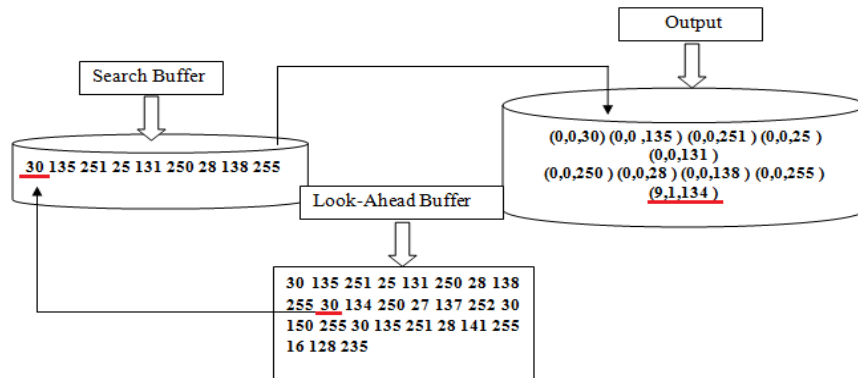 Output
Search Buffer
(0,0,30) (0,0 ,135 ) (0,0,251 ) (0,0,25 )
(0,0,131 )
(0,0,250 ) (0,0,28 ) (0,0,138 ) (0,0,255 )
(9,1,134 )
30 135 251 25 131 250 28 138 255
Look-Ahead Buffer
30 135 251 25 131 250 28 138
255 30 134 250 27 137 252 30
150 255 30 135 251 28 141 255
16 128 235